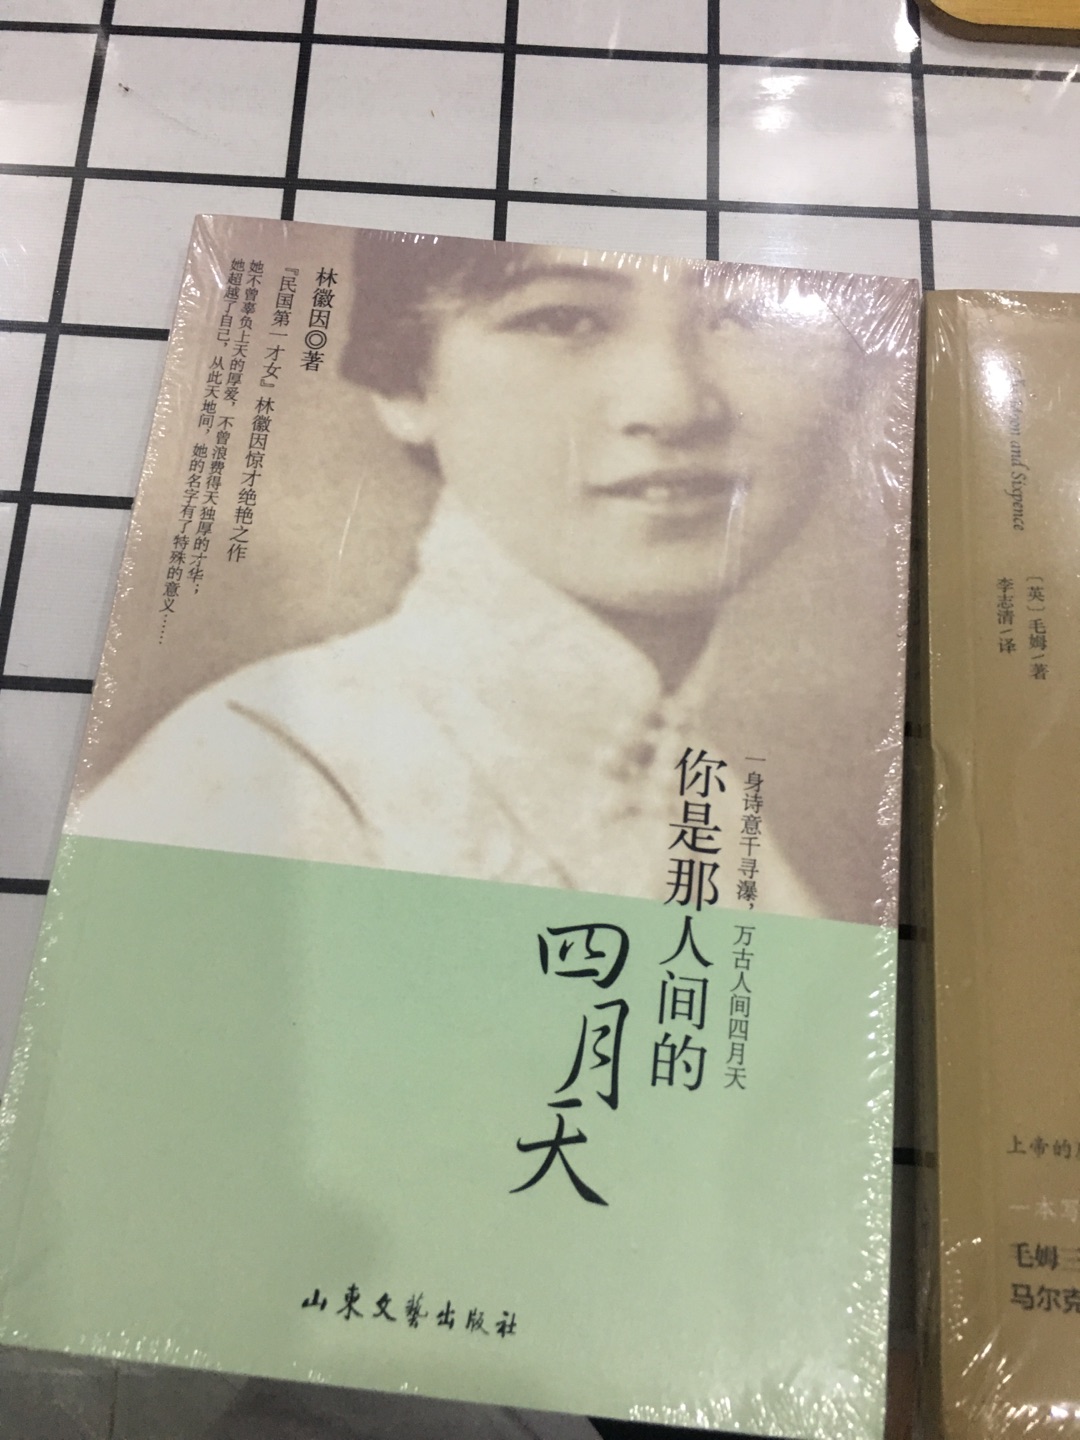 林徽因◎著
『民国第一才女』林徽因惊才绝艳之作
她不曾辜负上天的厚爱，不曾浪费得天独厚的才华；
她超越了自己，从此天地间，她的名字有了特殊的意义……
一身诗意千寻瀑，万古人间四月天
你是那人间的
四月天
山東文藝出版社
and Sixpence
〔英〕毛姆/著
李志清/译
上帝的
一本写
毛姆三
马尔克